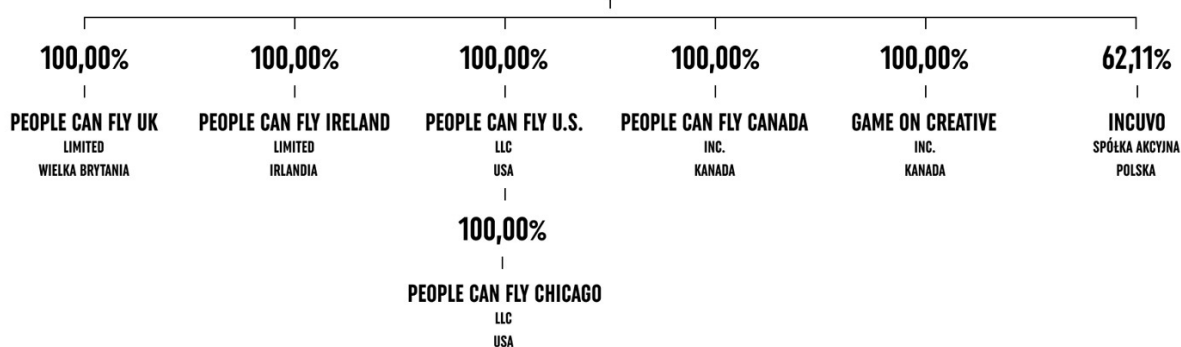 100,00% 100,00% 100,00% 100,00% 100,00% 62,11%
PEOPLE CAN FLY UK PEOPLE CAN FLY IRELAND PEOPLE CAN FLY U.S. PEOPLE CAN FLY CANADA GAME ON CREATIVE INCUVO
LIMITED LIMITED LLC INC. INC. SPÓŁKA AKCYJNA
WIELKA BRYTANIA IRLANDIA USA KANADA KANADA POLSKA
100,00%
PEOPLE CAN FLY CHICAGO
LLC
USA